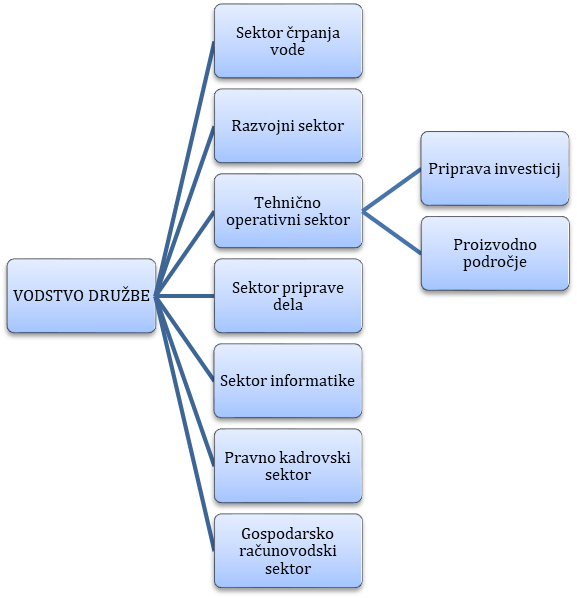 VODSTVO DRUŽBE
Sektor črpanja
vode
Razvojni sektor
Tehnično
operativni sektor
Priprava investicij
Proizvodno
področje
Sektor priprave
dela
Sektor informatike
Pravno kadrovski
sektor
Gospodarsko
računovodski
sektor